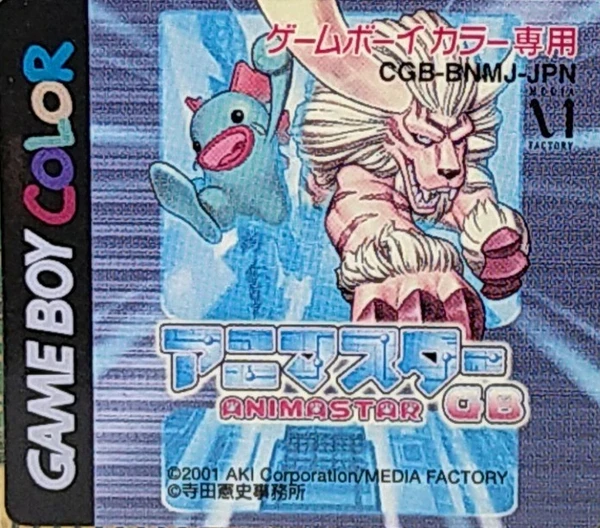 GAME BOY COLOR
ゲームボーイカラー専用
CGB-BNMJ-JPN
MEDIA
FACTORY
アニマスター
ANIMASTAR GB
©2001 AKI Corporation/MEDIA FACTORY
©寺田憲史事務所